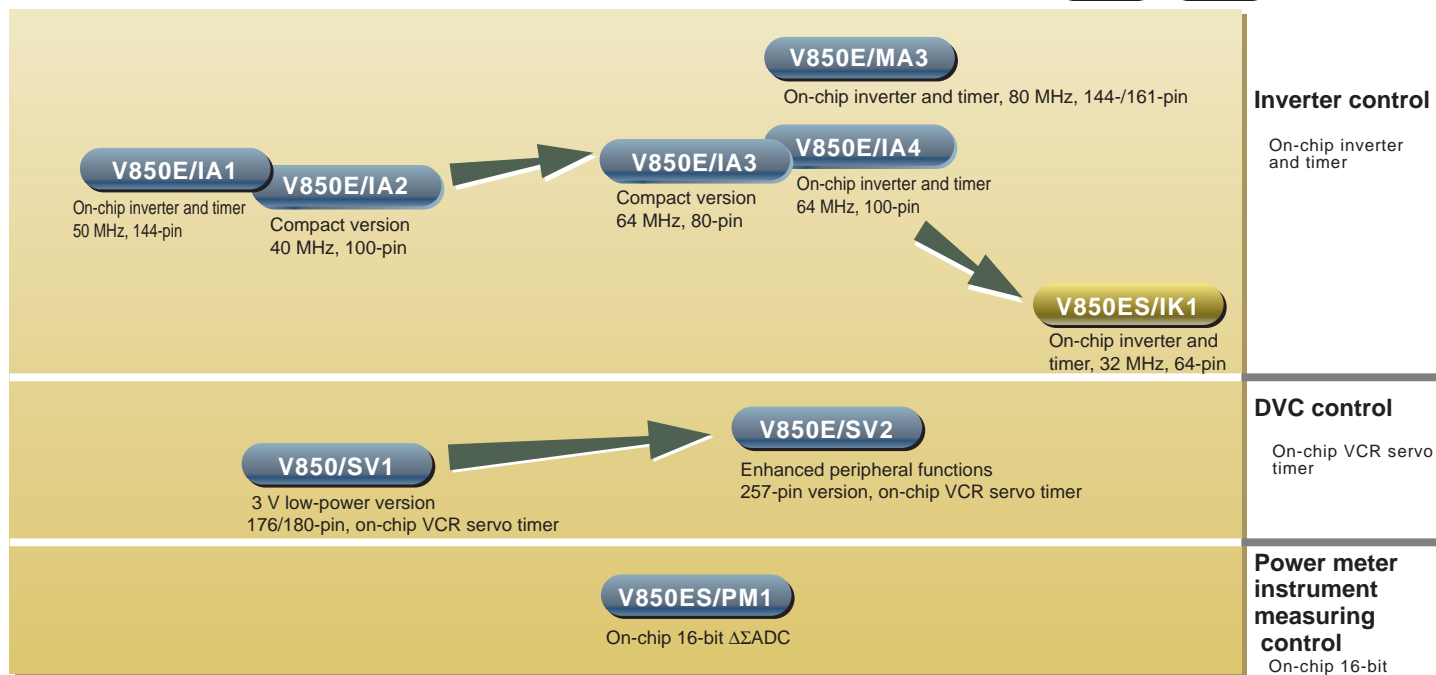 V850E/MA3
On-chip inverter and timer, 80 MHz, 144-/161-pin
V850E/IA1
On-chip inverter and timer
50 MHz, 144-pin
V850E/IA2
Compact version
40 MHz, 100-pin
V850E/IA3
Compact version
64 MHz, 80-pin
V850E/IA4
On-chip inverter and timer
64 MHz, 100-pin
V850ES/IK1
On-chip inverter and
timer, 32 MHz, 64-pin
Inverter control
On-chip inverter
and timer
V850/SV1
3 V low-power version
176/180-pin, on-chip VCR servo timer
V850E/SV2
Enhanced peripheral functions
257-pin version, on-chip VCR servo timer
DVC control
On-chip VCR servo
timer
V850ES/PM1
On-chip 16-bit ΔΣADC
Power meter
instrument
measuring
control
On-chip 16-bit